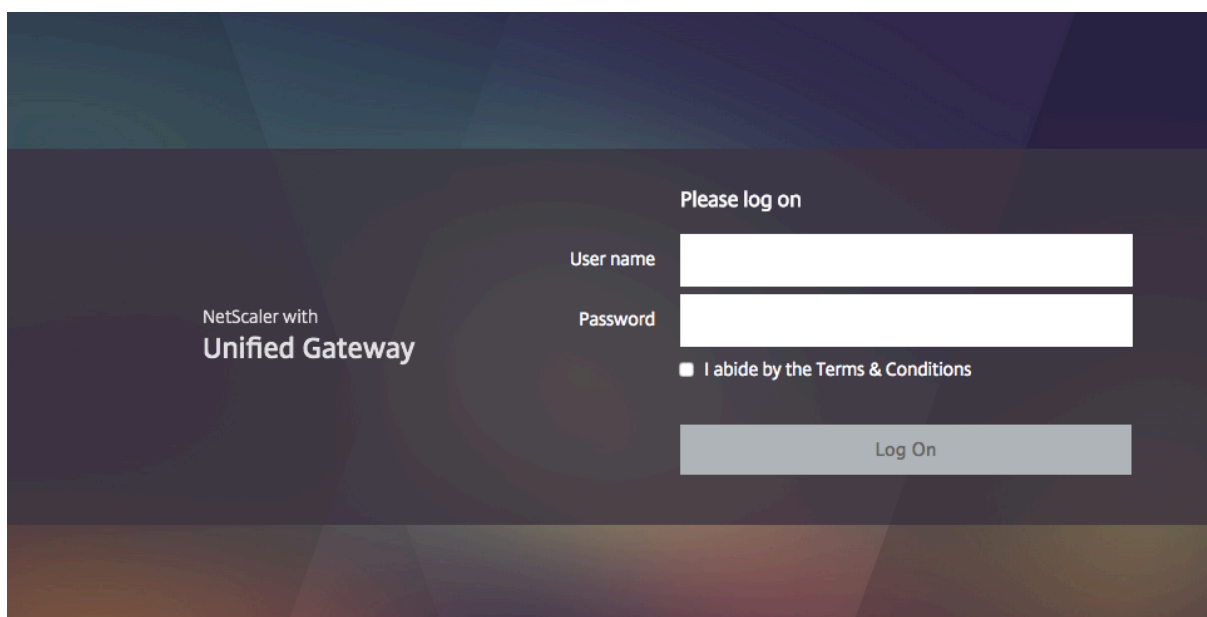 Please log on
User name
NetScaler with
Unified Gateway
Password
I abide by the Terms & Conditions
Log On